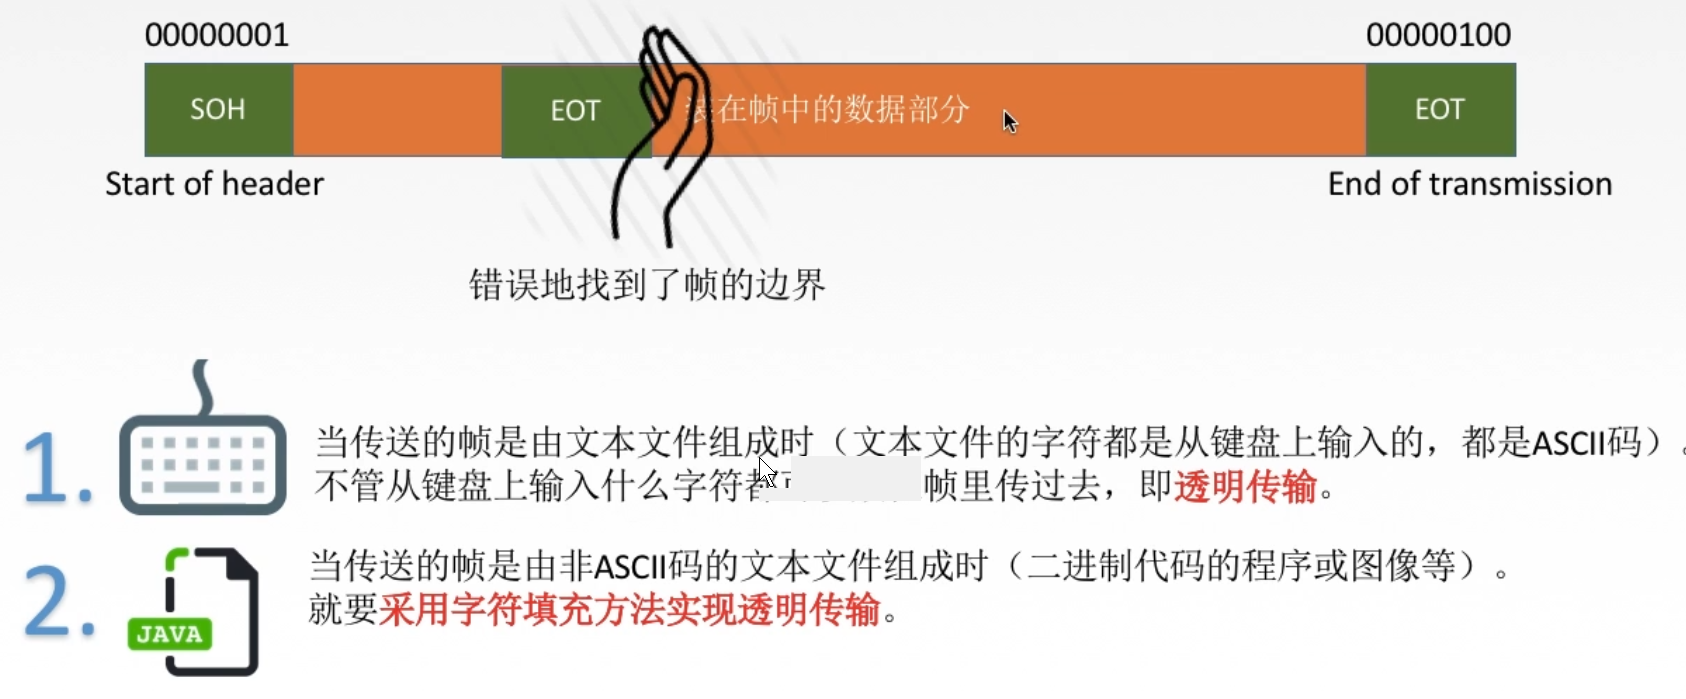 00000001
00000100
SOH
EOT
在帧中的数据部分
EOT
Start of header
End of transmission
错误地找到了帧的边界
1.
当传送的帧是由文本文件组成时（文本文件的字符都是从键盘上输入的，都是ASCII码）。
不管从键盘上输入什么字符都 帧里传过去，即透明传输。
2.
JAVA
当传送的帧是由非ASCII码的文本文件组成时（二进制代码的程序或图像等）。
就要采用字符填充方法实现透明传输。